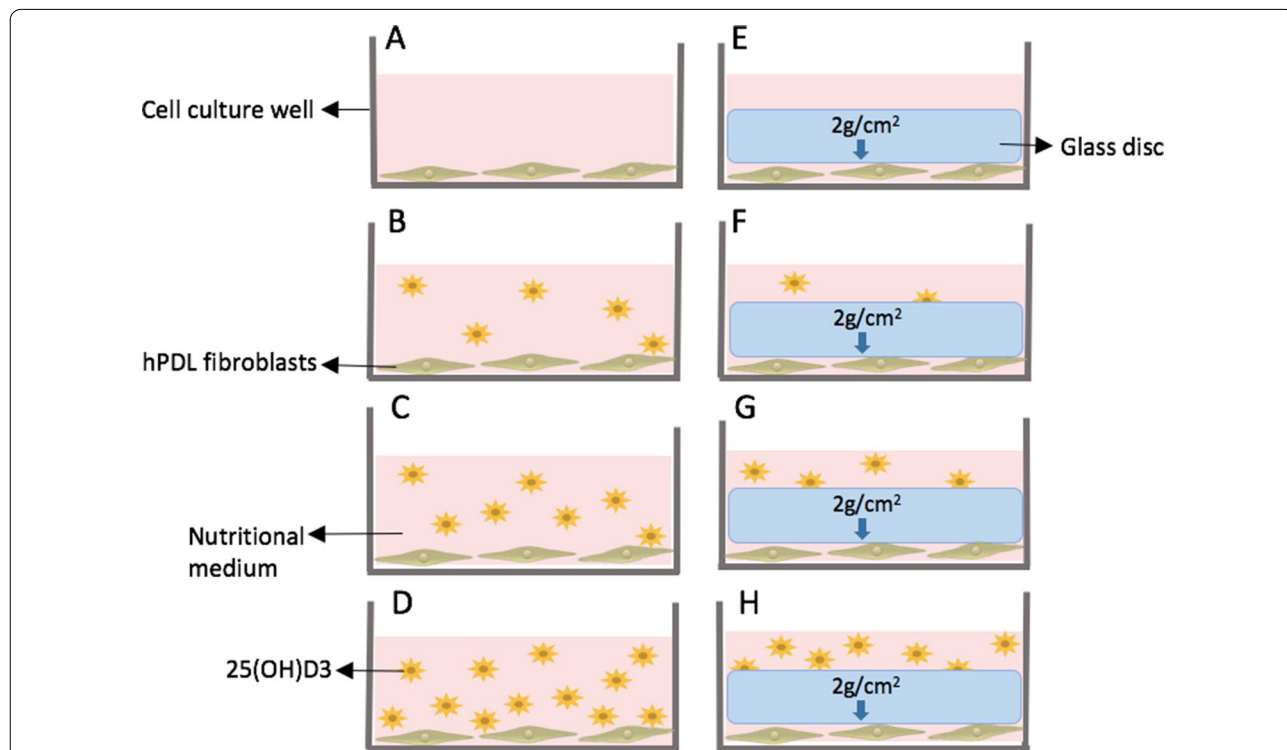 A
E
Cell culture well
2g/cm²
Glass disc
B
F
2g/cm²
hPDL fibroblasts
C
G
2g/cm²
Nutritional
medium
D
H
25(OH)D3
2g/cm²